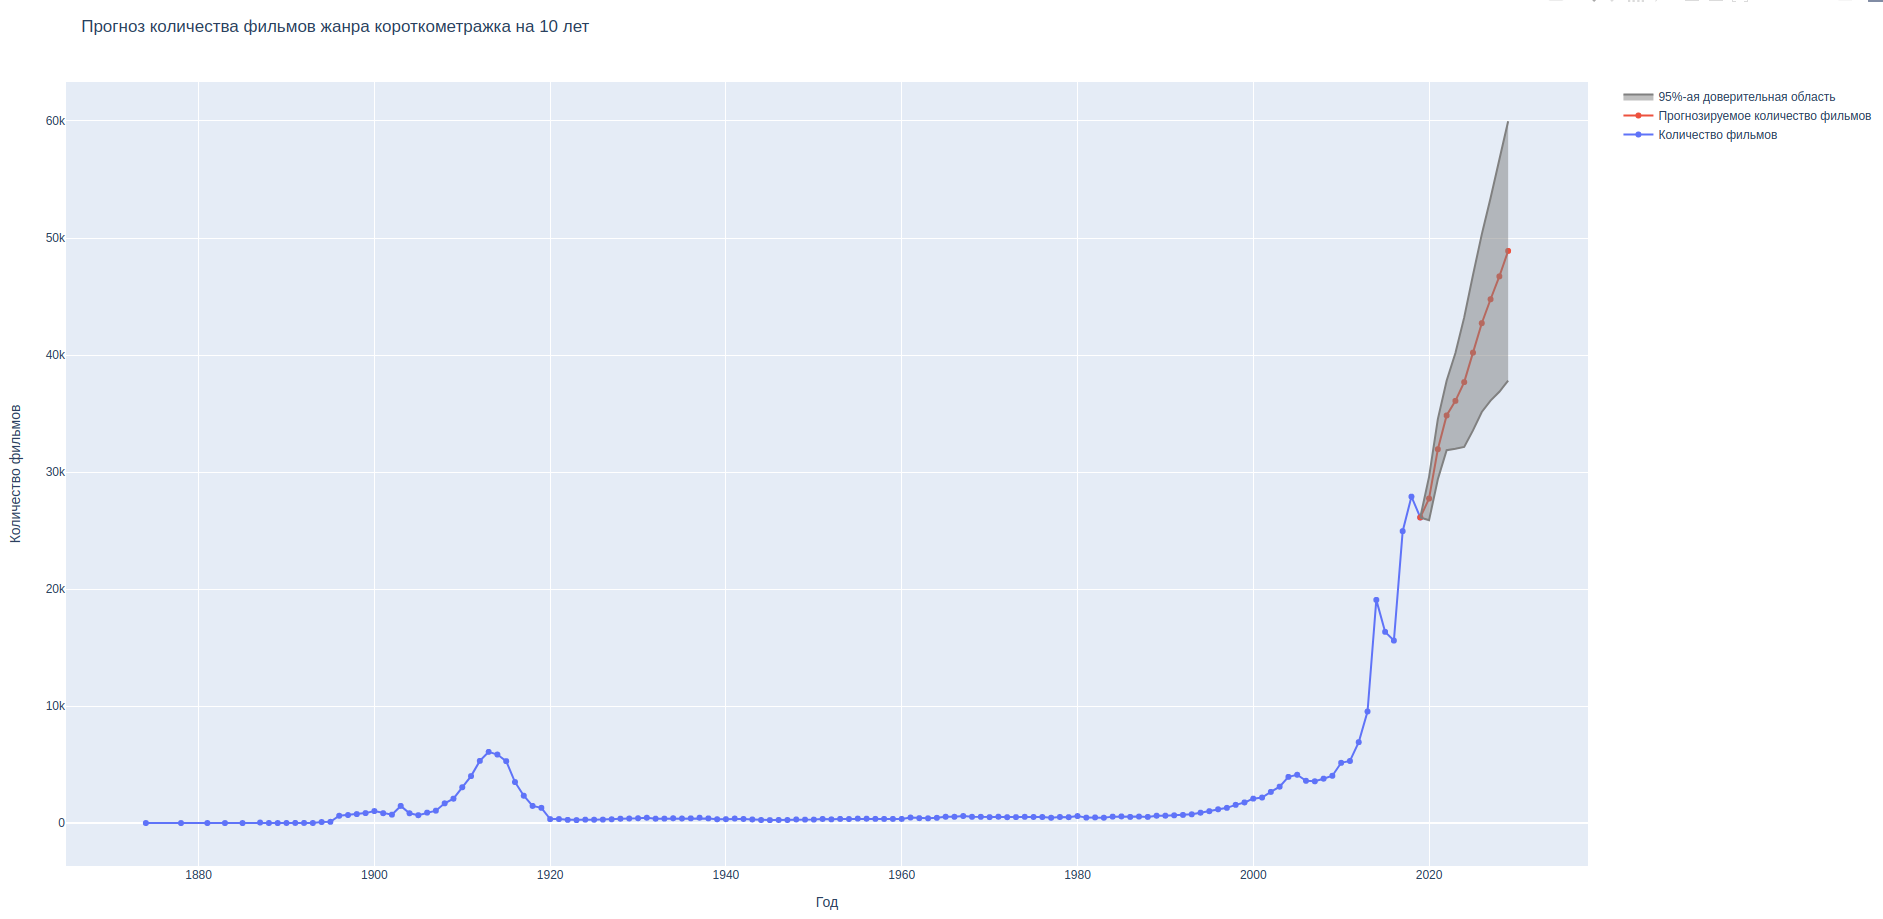 Прогноз количества фильмов жанра короткометражка на 10 лет
95%-ая доверительная область
Прогнозируемое количество фильмов
Количество фильмов
60k
50k
40k
30k
20k
10k
0
Количество фильмов
1880
1900
1920
1940
1960
1980
2000
2020
Год